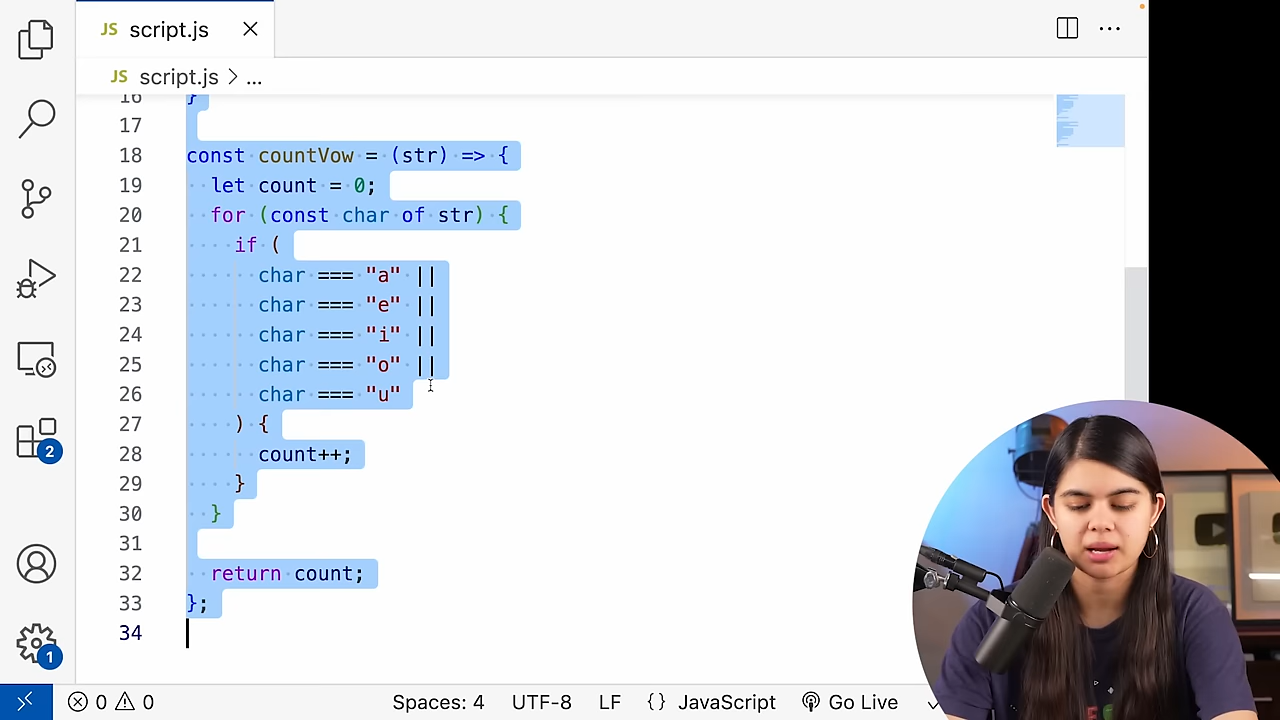 JS script.js
JS script.js > ...
16 }
17
18 const countVow = (str) => {
19 let count = 0;
20 for (const char of str) {
21 if (
22 char === "a" ||
23 char === "e" ||
24 char === "i" ||
25 char === "o" ||
26 char === "u"
27 ) {
28 count++;
29 }
30 }
31
32 return count;
33 };
34
2
1
0 0 Spaces: 4 UTF-8 LF {} JavaScript Go Live